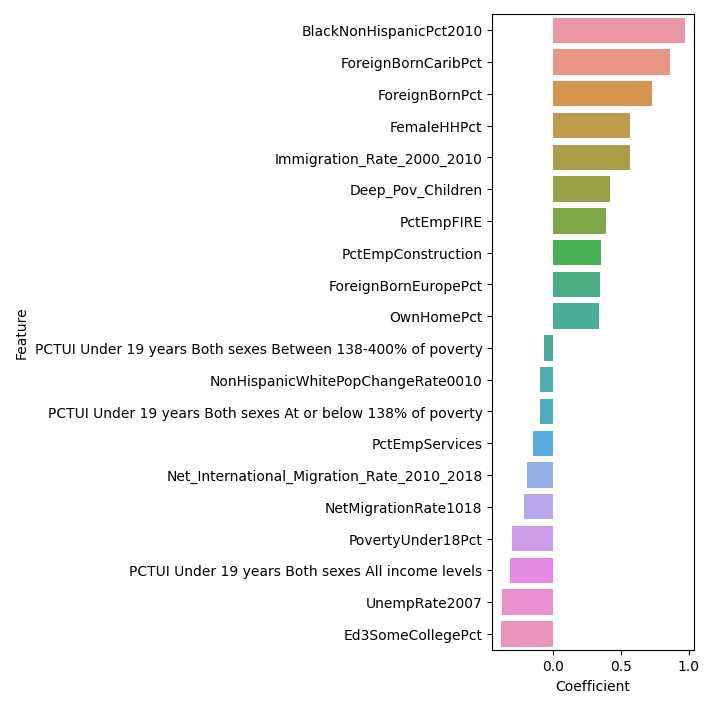 BlackNonHispanicPct2010
ForeignBornCaribPct
ForeignBornPct
FemaleHHPct
Immigration_Rate_2000_2010
Deep_Pov_Children
PctEmpFIRE
PctEmpConstruction
ForeignBornEuropePct
OwnHomePct
PCTUI Under 19 years Both sexes Between 138-400% of poverty
NonHispanicWhitePopChangeRate0010
PCTUI Under 19 years Both sexes At or below 138% of poverty
PctEmpServices
Net_International_Migration_Rate_2010_2018
NetMigrationRate1018
PovertyUnder18Pct
PCTUI Under 19 years Both sexes All income levels
UnempRate2007
Ed3SomeCollegePct
Feature
0.0 0.5 1.0
Coefficient